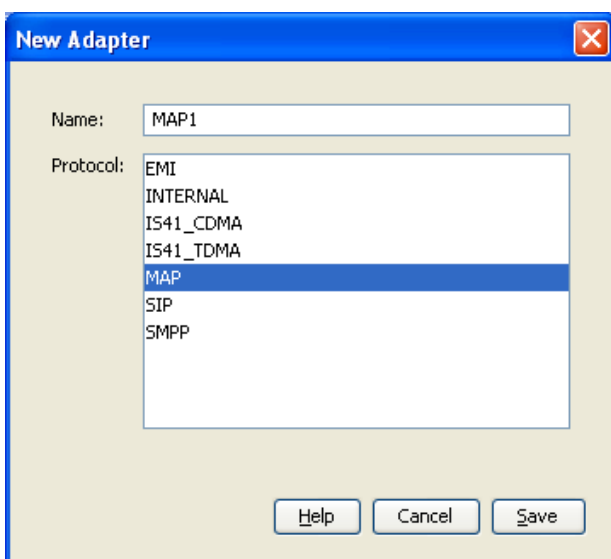 New Adapter
Name: MAP1
Protocol: EMI
INTERNAL
IS41_CDMA
IS41_TDMA
MAP
SIP
SMPP
Help Cancel Save